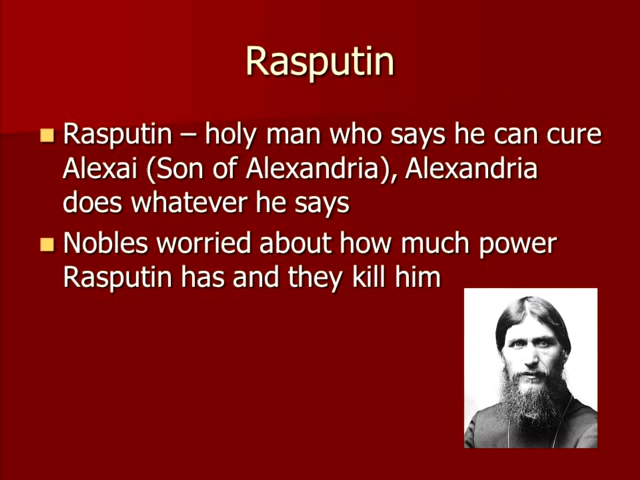 Rasputin
Rasputin – holy man who says he can cure
Alexai (Son of Alexandria), Alexandria
does whatever he says
Nobles worried about how much power
Rasputin has and they kill him